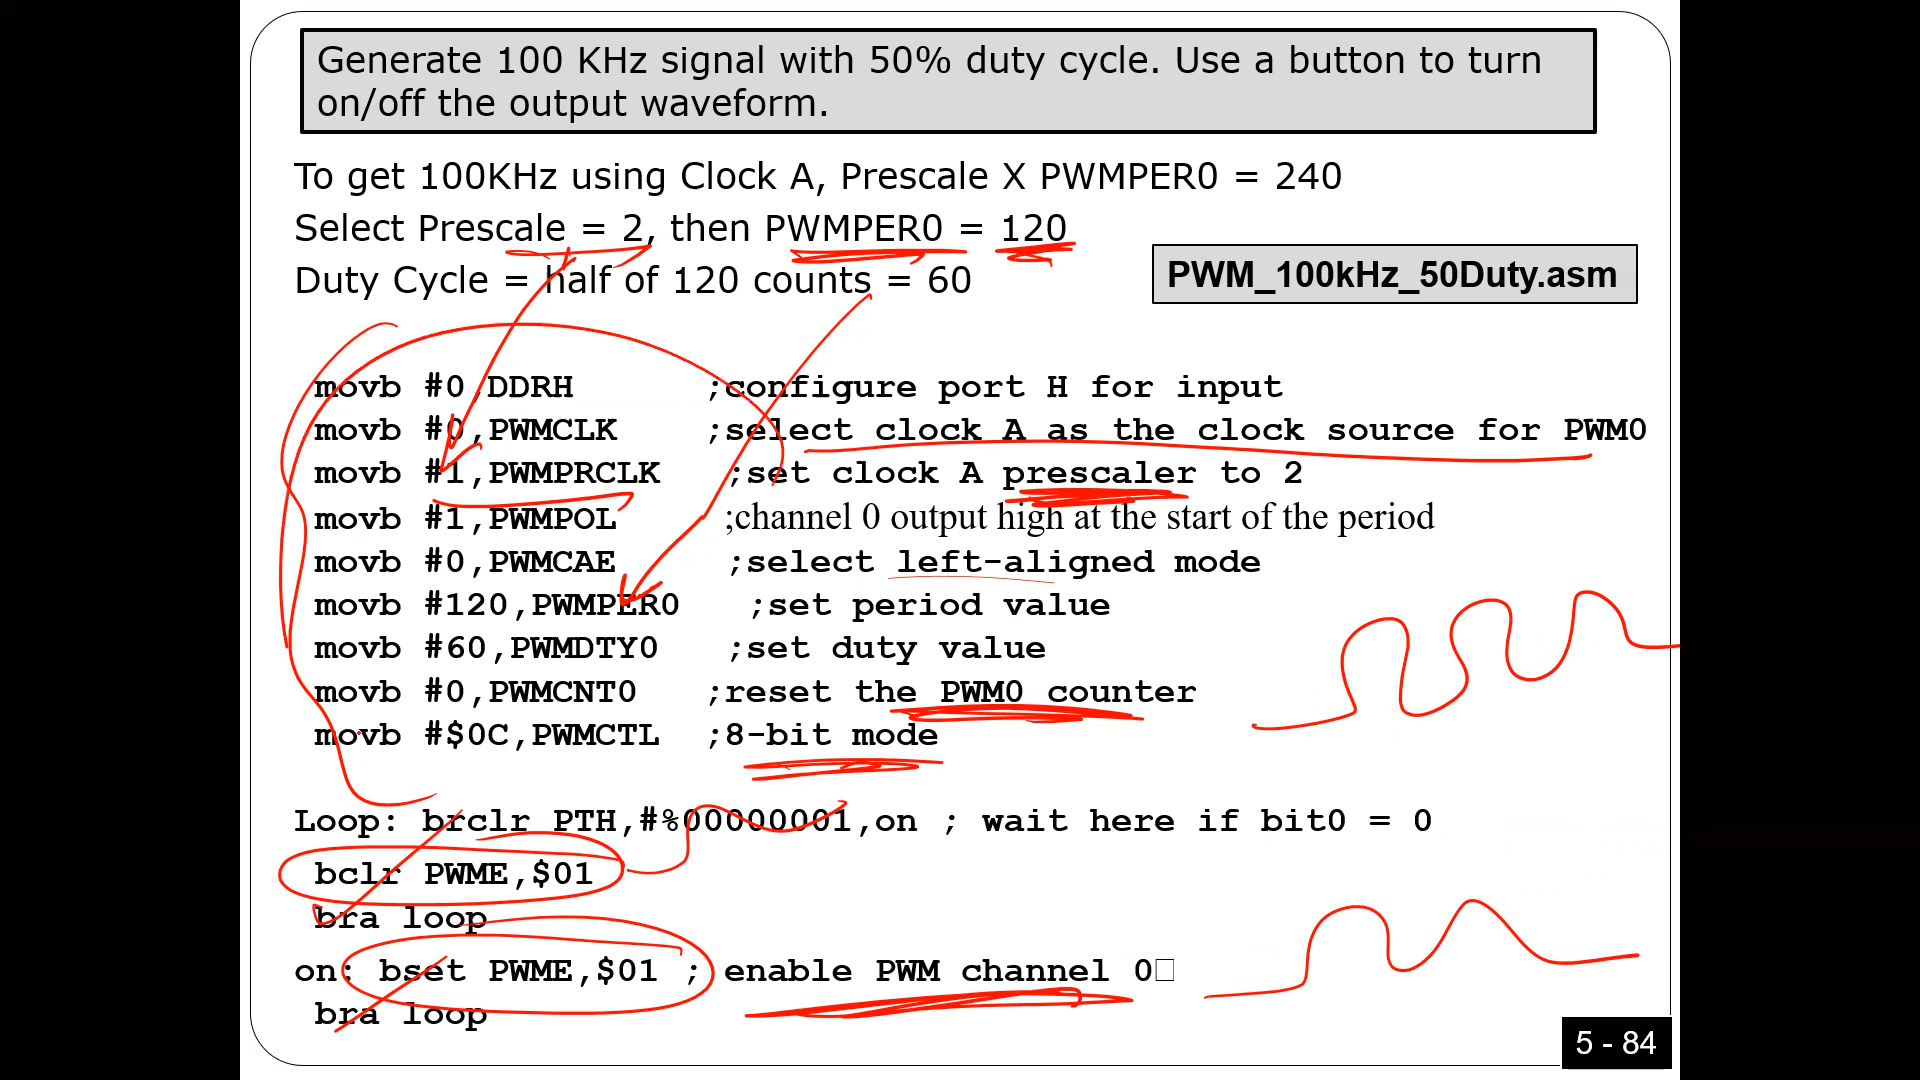 Generate 100 KHz signal with 50% duty cycle. Use a button to turn
on/off the output waveform.
To get 100KHz using Clock A, Prescale X PWMPER0 = 240
Select Prescale = 2, then PWMPER0 = 120
Duty Cycle = half of 120 counts = 60
PWM_100kHz_50Duty.asm
movb #0,DDRH ;configure port H for input
movb #0,PWMCLK ;select clock A as the clock source for PWM0
movb #1,PWMPRCLK ;set clock A prescaler to 2
movb #1,PWMPOL ;channel 0 output high at the start of the period
movb #0,PWMCAE ;select left-aligned mode
movb #120,PWMPER0 ;set period value
movb #60,PWMDTY0 ;set duty value
movb #0,PWMCNT0 ;reset the PWM0 counter
movb #$0C,PWMCTL ;8-bit mode
Loop: brclr PTH,#%00000001,on ; wait here if bit0 = 0
bclr PWME,$01
bra loop
on: bset PWME,$01 ; enable PWM channel 0
bra loop
5 - 84